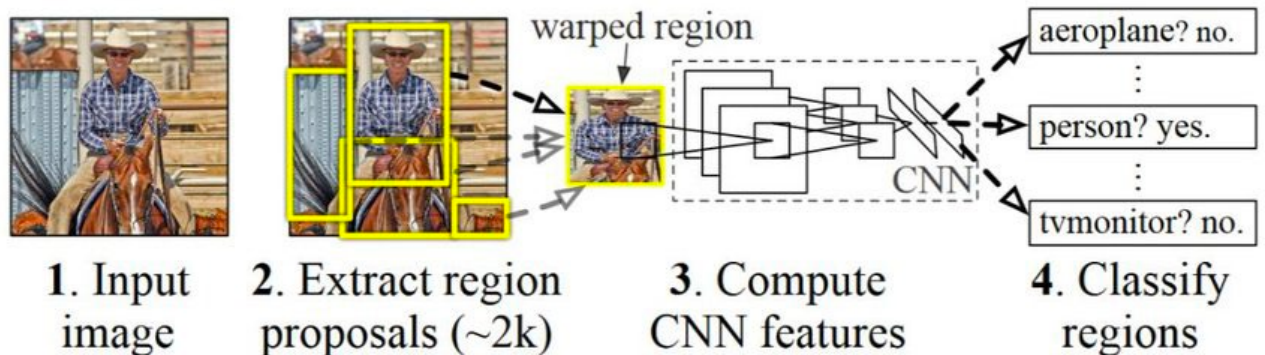 warped region
aeroplane? no.
⋮
person? yes.
⋮
tvmonitor? no.
CNN
1. Input
image
2. Extract region
proposals (~2k)
3. Compute
CNN features
4. Classify
regions